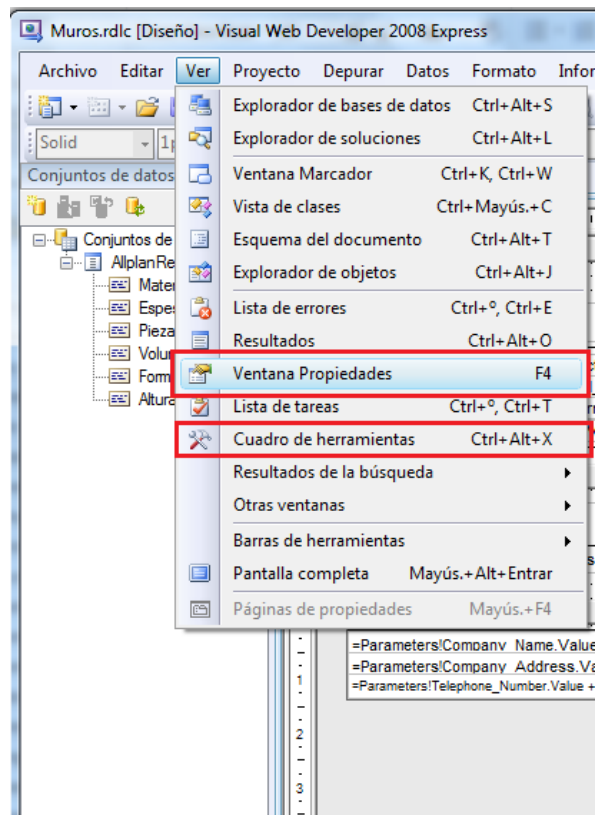 Muros.rdlc [Diseño] - Visual Web Developer 2008 Express
Archivo Editar Ver Proyecto Depurar Datos Formato
Solid
Conjuntos de datos
Conjuntos de
Explorador de bases de datos Ctrl+Alt+S
Explorador de soluciones Ctrl+Alt+L
Ventana Marcador Ctrl+K, Ctrl+W
Vista de clases Ctrl+Mayús.+C
Esquema del documento Ctrl+Alt+T
Explorador de objetos Ctrl+Alt+J
Lista de errores Ctrl+º, Ctrl+E
Resultados Ctrl+Alt+O
Ventana Propiedades F4
Lista de tareas Ctrl+º, Ctrl+T
Cuadro de herramientas Ctrl+Alt+X
Resultados de la búsqueda
Otras ventanas
Barras de herramientas
Pantalla completa Mayús.+Alt+Entrar
Páginas de propiedades Mayús.+F4
=Parameters!Company_Name.Value
=Parameters!Company_Address.Va
=Parameters!Telephone_Number.Value +
1
2
3